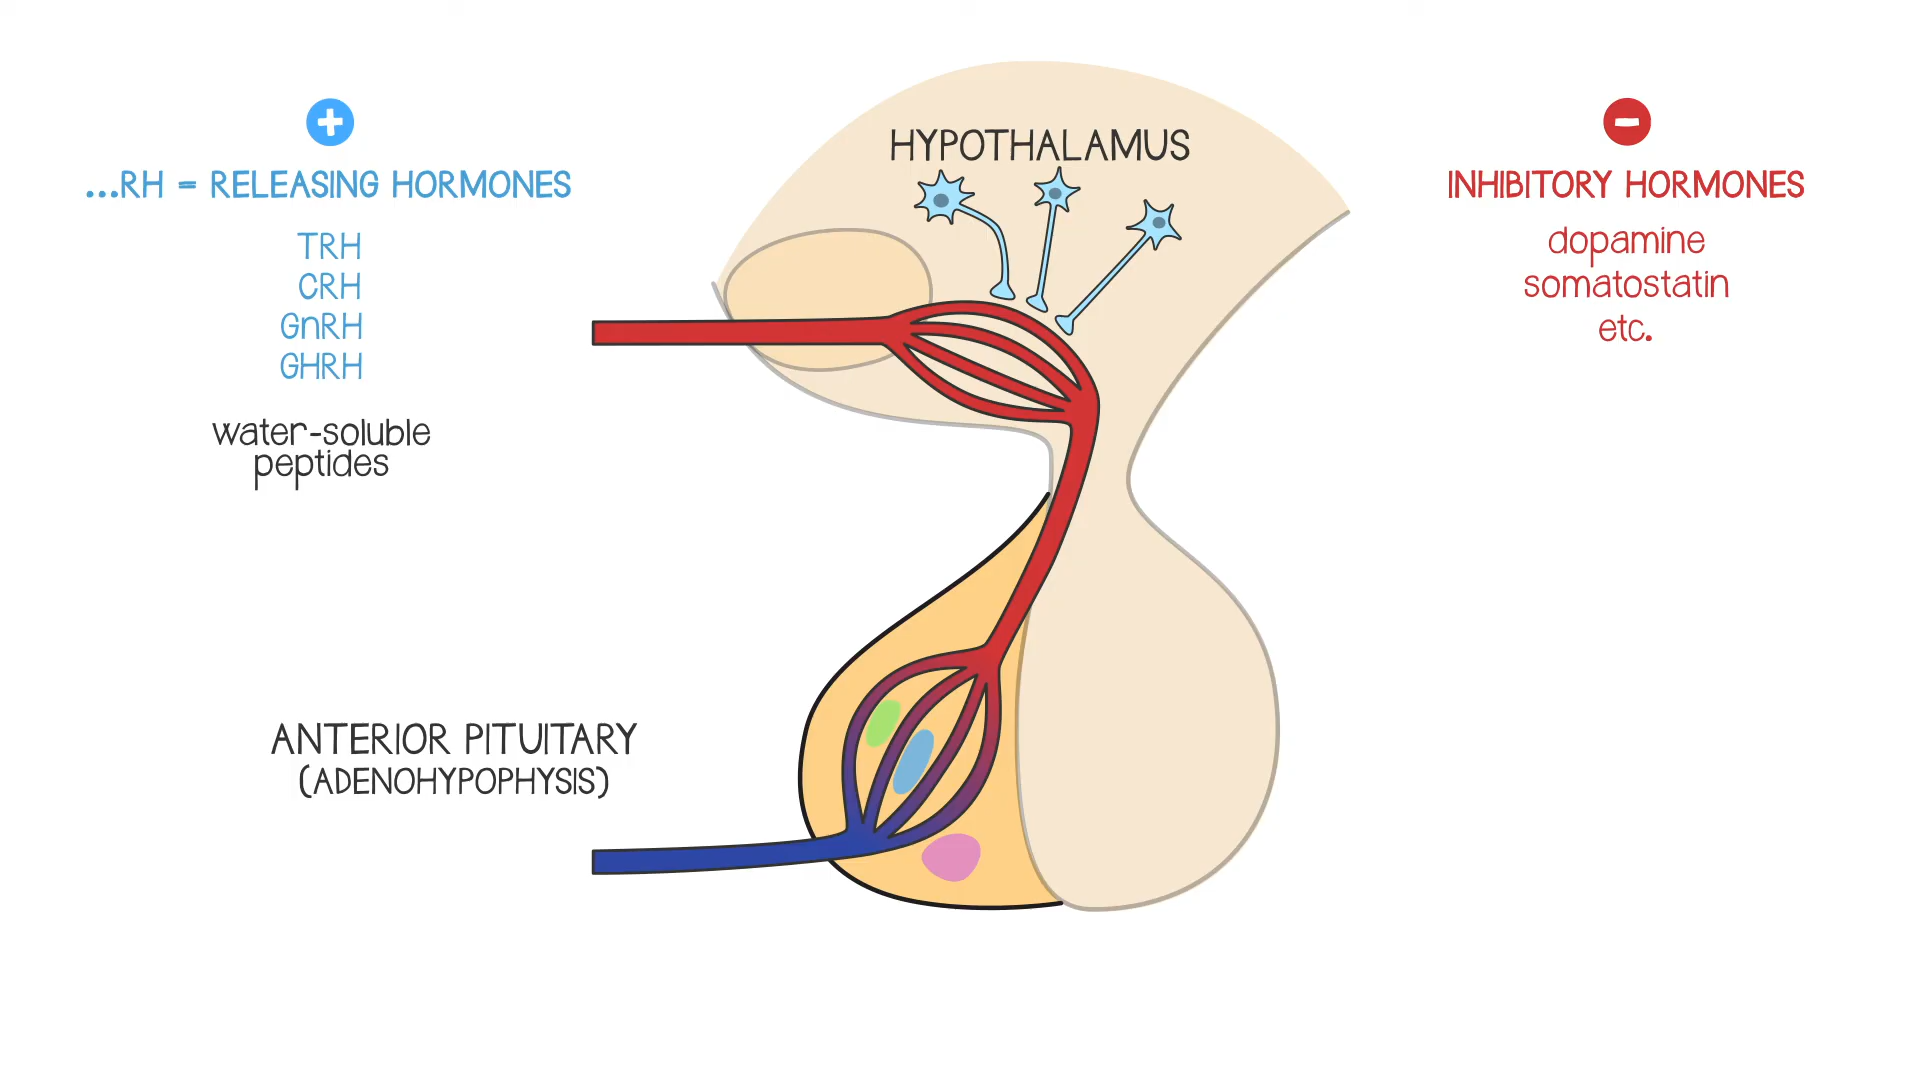 HYPOTHALAMUS
...RH = RELEASING HORMONES
TRH
CRH
GnRH
GHRH
water-soluble
peptides
INHIBITORY HORMONES
dopamine
somatostatin
etc.
ANTERIOR PITUITARY
(ADENOHYPOPHYSIS)